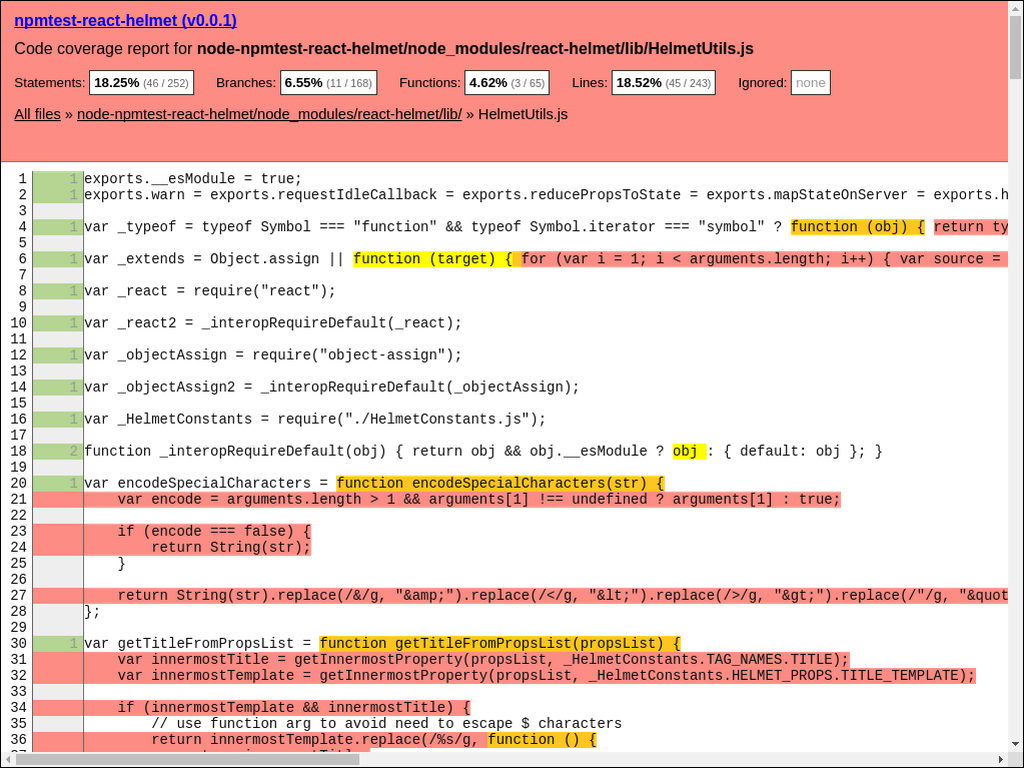 npmtest-react-helmet (v0.0.1)
Code coverage report for node-npmtest-react-helmet/node_modules/react-helmet/lib/HelmetUtils.js
Statements: 18.25% (46 / 252) Branches: 6.55% (11 / 168) Functions: 4.62% (3 / 65) Lines: 18.52% (45 / 243) Ignored: none
All files » node-npmtest-react-helmet/node_modules/react-helmet/lib/ » HelmetUtils.js
1 1 exports.__esModule = true;
2 1 exports.warn = exports.requestIdleCallback = exports.reducePropsToState = exports.mapStateOnServer = exports.h
3
4 1 var _typeof = typeof Symbol === "function" && typeof Symbol.iterator === "symbol" ? function (obj) { return ty
5
6 1 var _extends = Object.assign || function (target) { for (var i = 1; i < arguments.length; i++) { var source =
7
8 1 var _react = require("react");
9
10 1 var _react2 = _interopRequireDefault(_react);
11
12 1 var _objectAssign = require("object-assign");
13
14 1 var _objectAssign2 = _interopRequireDefault(_objectAssign);
15
16 1 var _HelmetConstants = require("./HelmetConstants.js");
17
18 2 function _interopRequireDefault(obj) { return obj && obj.__esModule ? obj : { default: obj }; }
19
20 1 var encodeSpecialCharacters = function encodeSpecialCharacters(str) {
21 var encode = arguments.length > 1 && arguments[1] !== undefined ? arguments[1] : true;
22
23 if (encode === false) {
24 return String(str);
25 }
26
27 return String(str).replace(/&/g, "&amp;").replace(/</g, "&lt;").replace(/>/g, "&gt;").replace(/"/g, "&quot
28 };
29
30 1 var getTitleFromPropsList = function getTitleFromPropsList(propsList) {
31 var innermostTitle = getInnermostProperty(propsList, _HelmetConstants.TAG_NAMES.TITLE);
32 var innermostTemplate = getInnermostProperty(propsList, _HelmetConstants.HELMET_PROPS.TITLE_TEMPLATE);
33
34 if (innermostTemplate && innermostTitle) {
35 // use function arg to avoid need to escape $ characters
36 return innermostTemplate.replace(/%s/g, function () {